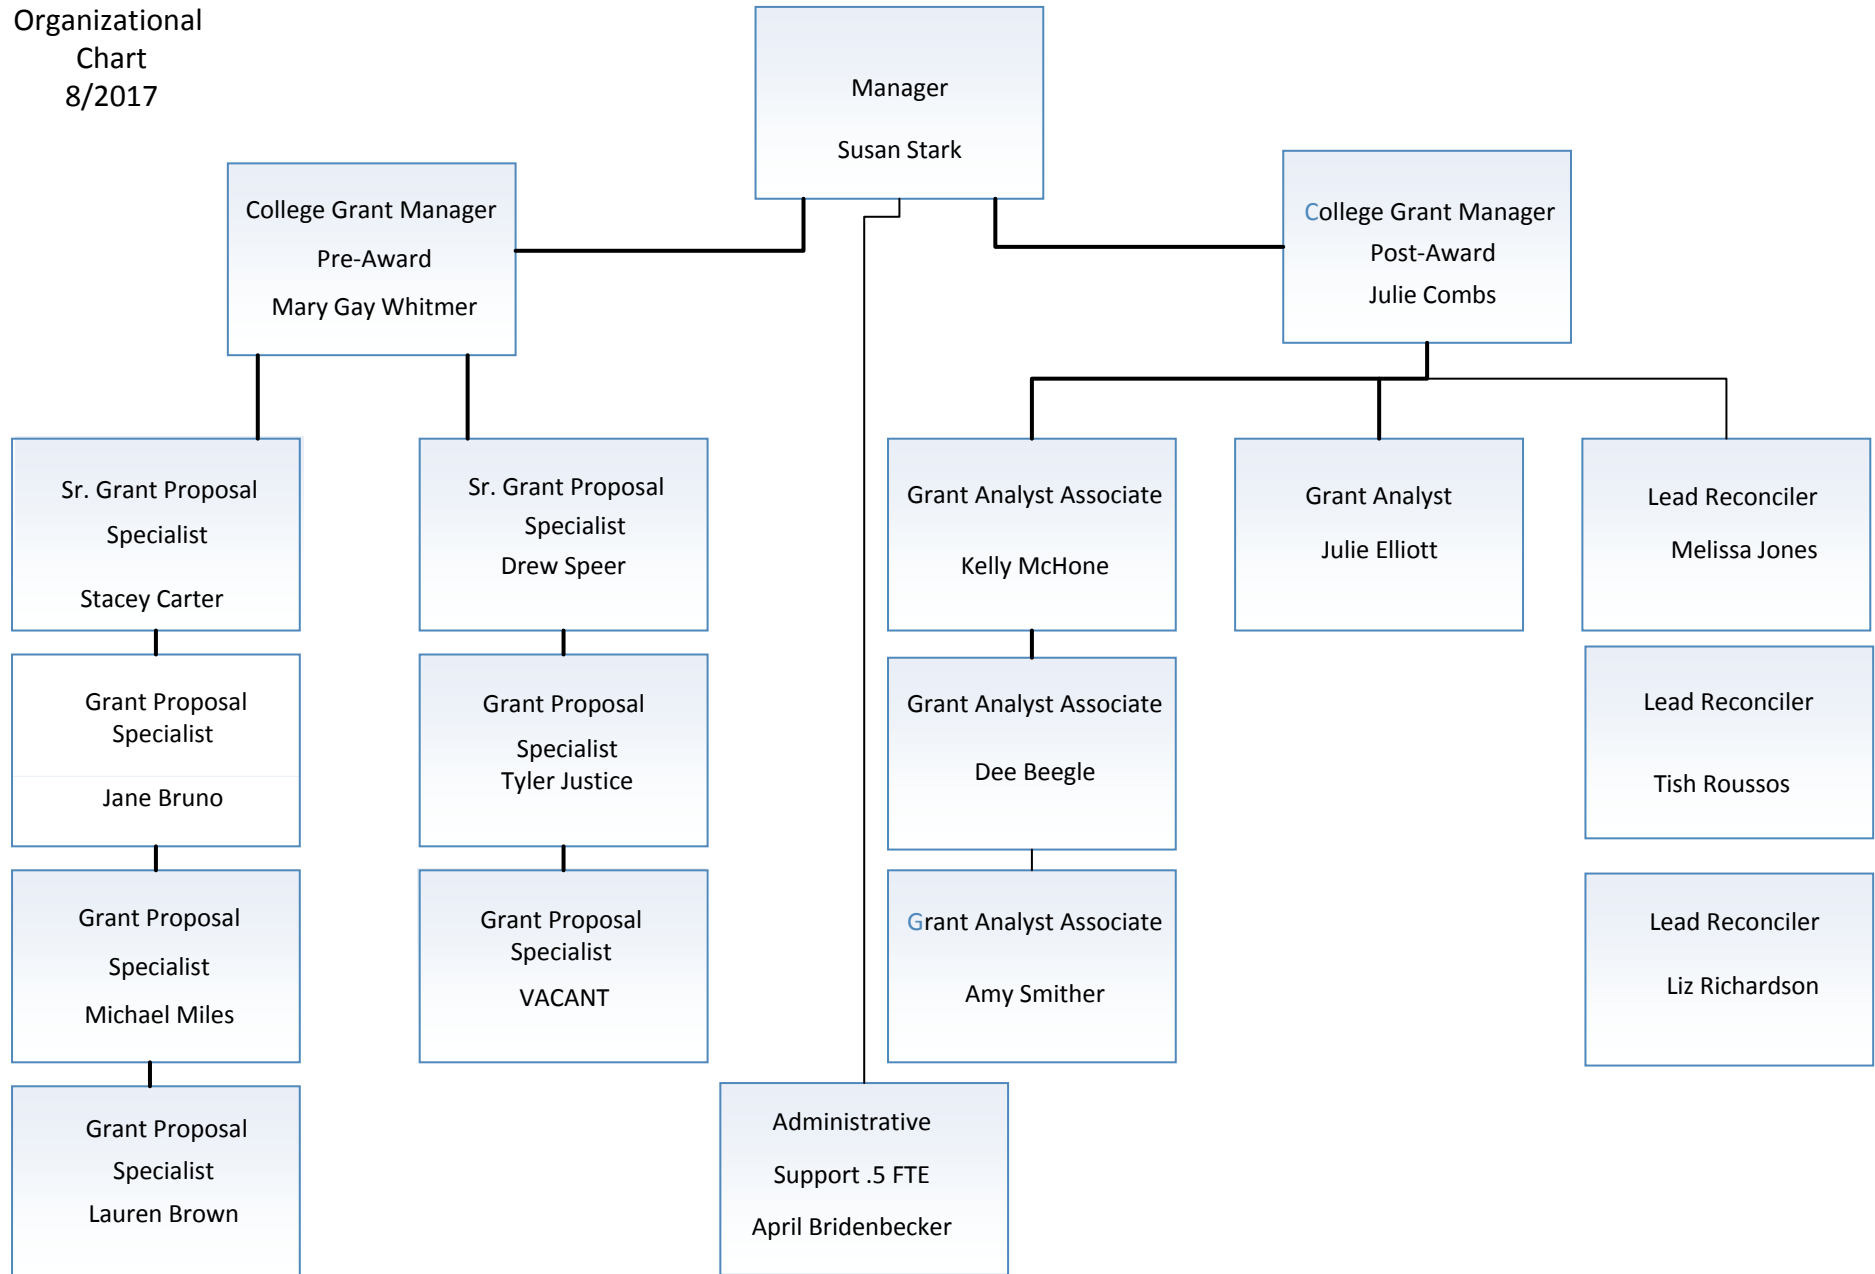 Organizational
Chart
8/2017
Manager
Susan Stark
College Grant Manager
Pre-Award
Mary Gay Whitmer
College Grant Manager
Post-Award
Julie Combs
Sr. Grant Proposal
Specialist
Stacey Carter
Sr. Grant Proposal
Specialist
Drew Speer
Grant Analyst Associate
Kelly McHone
Grant Analyst
Julie Elliott
Lead Reconciler
Melissa Jones
Grant Proposal
Specialist
Jane Bruno
Grant Proposal
Specialist
Tyler Justice
Grant Analyst Associate
Dee Beegle
Lead Reconciler
Tish Roussos
Grant Proposal
Specialist
Michael Miles
Grant Proposal
Specialist
VACANT
Grant Analyst Associate
Amy Smither
Lead Reconciler
Liz Richardson
Grant Proposal
Specialist
Lauren Brown
Administrative
Support .5 FTE
April Bridenbecker